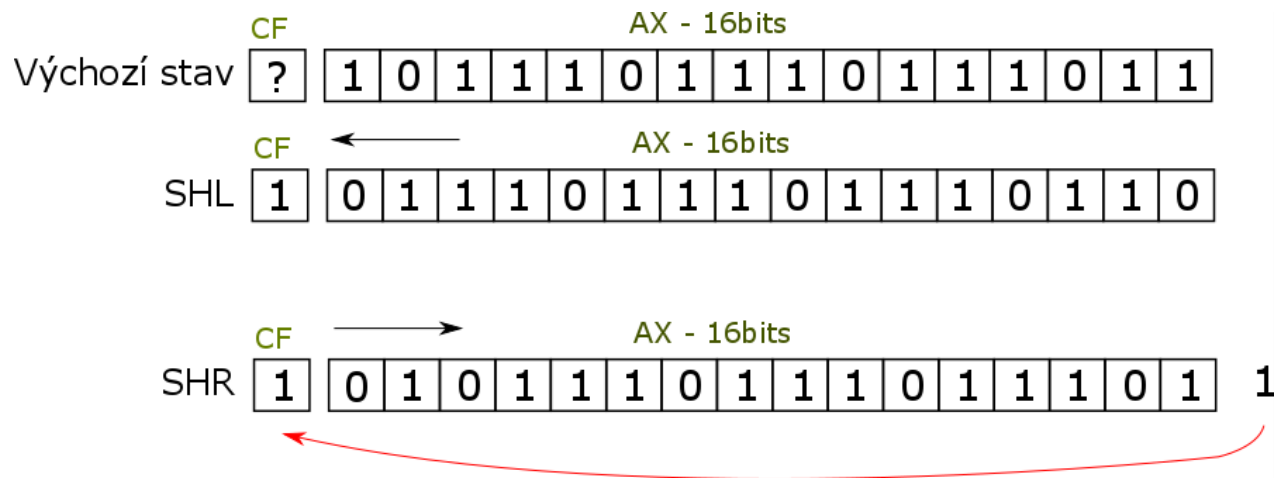 CF AX - 16bits
Výchozí stav ? 1 0 1 1 1 0 1 1 1 0 1 1 1 0 1 1
CF AX - 16bits
SHL 1 0 1 1 1 0 1 1 1 0 1 1 1 0 1 1 0
CF AX - 16bits
SHR 1 0 1 0 1 1 1 0 1 1 1 0 1 1 1 0 1 1